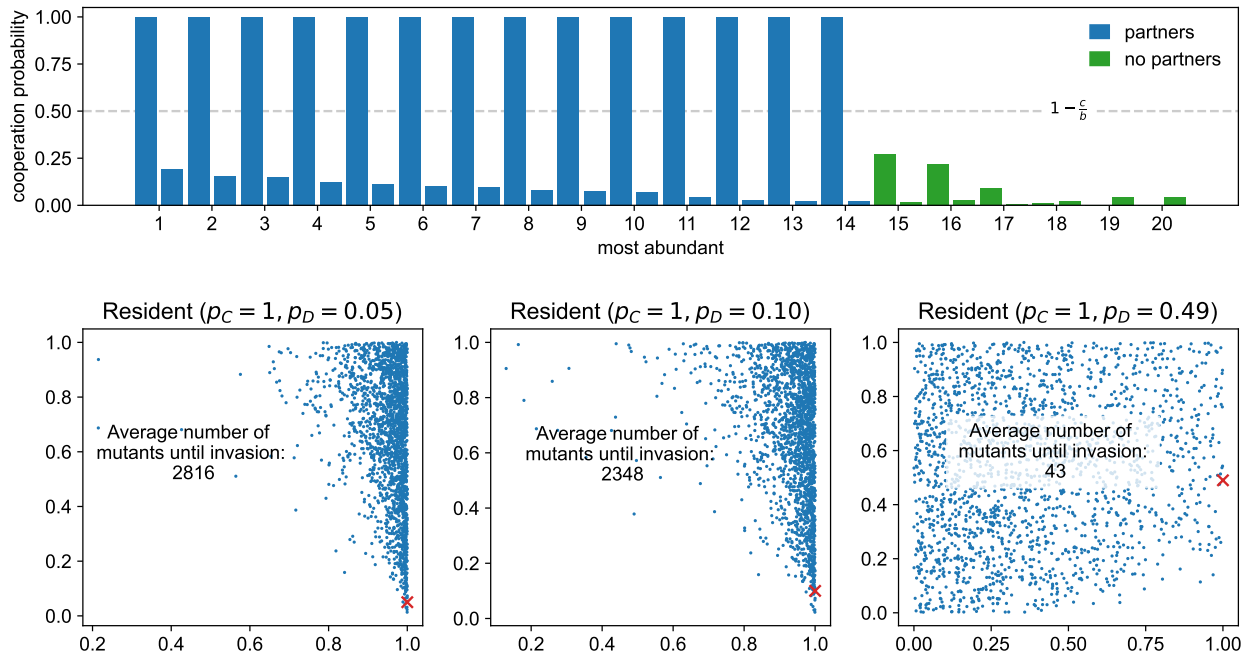 cooperation probability
1.00
0.75
0.50
0.25
0.00
partners
no partners
1 − c/b
1 2 3 4 5 6 7 8 9 10 11 12 13 14 15 16 17 18 19 20
most abundant
Resident (p_C = 1, p_D = 0.05)
1.0
0.8
0.6
0.4
0.2
0.0
Average number of
mutants until invasion:
2816
0.2 0.4 0.6 0.8 1.0
Resident (p_C = 1, p_D = 0.10)
1.0
0.8
0.6
0.4
0.2
0.0
Average number of
mutants until invasion:
2348
0.2 0.4 0.6 0.8 1.0
Resident (p_C = 1, p_D = 0.49)
1.0
0.8
0.6
0.4
0.2
0.0
Average number of
mutants until invasion:
43
0.00 0.25 0.50 0.75 1.00